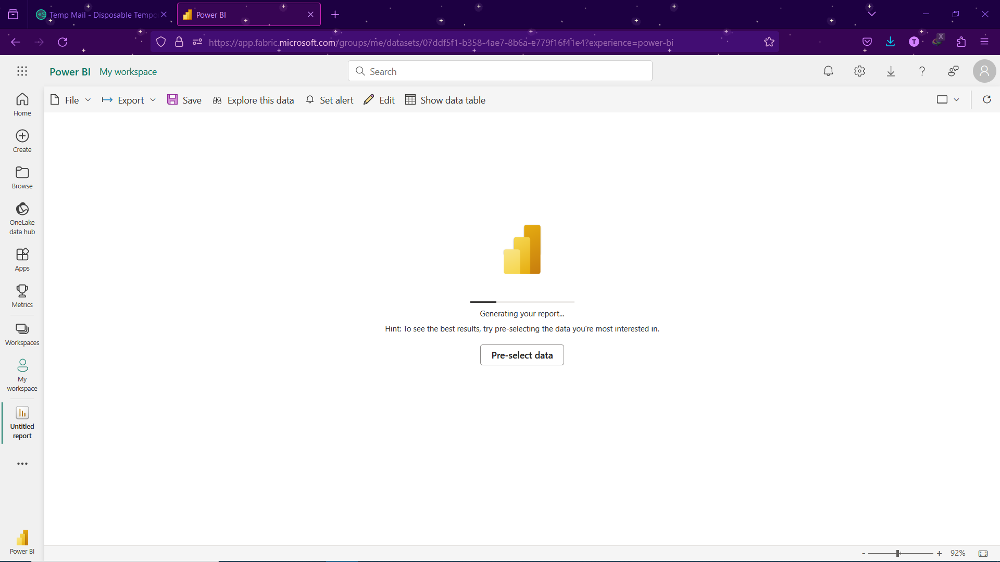 Temp Mail - Disposable Tempo
Power BI
https://app.fabric.microsoft.com/groups/me/datasets/07ddf5f1-b358-4ae7-8b6a-e779f16f41e4?experience=power-bi
T
X
Power BI My workspace
Search
File
Export
Save
Explore this data
Set alert
Edit
Show data table
Home
Create
Browse
OneLake
data hub
Apps
Metrics
Workspaces
My
workspace
Untitled
report
Power BI
Generating your report...
Hint: To see the best results, try pre-selecting the data you're most interested in.
Pre-select data
- + 92%